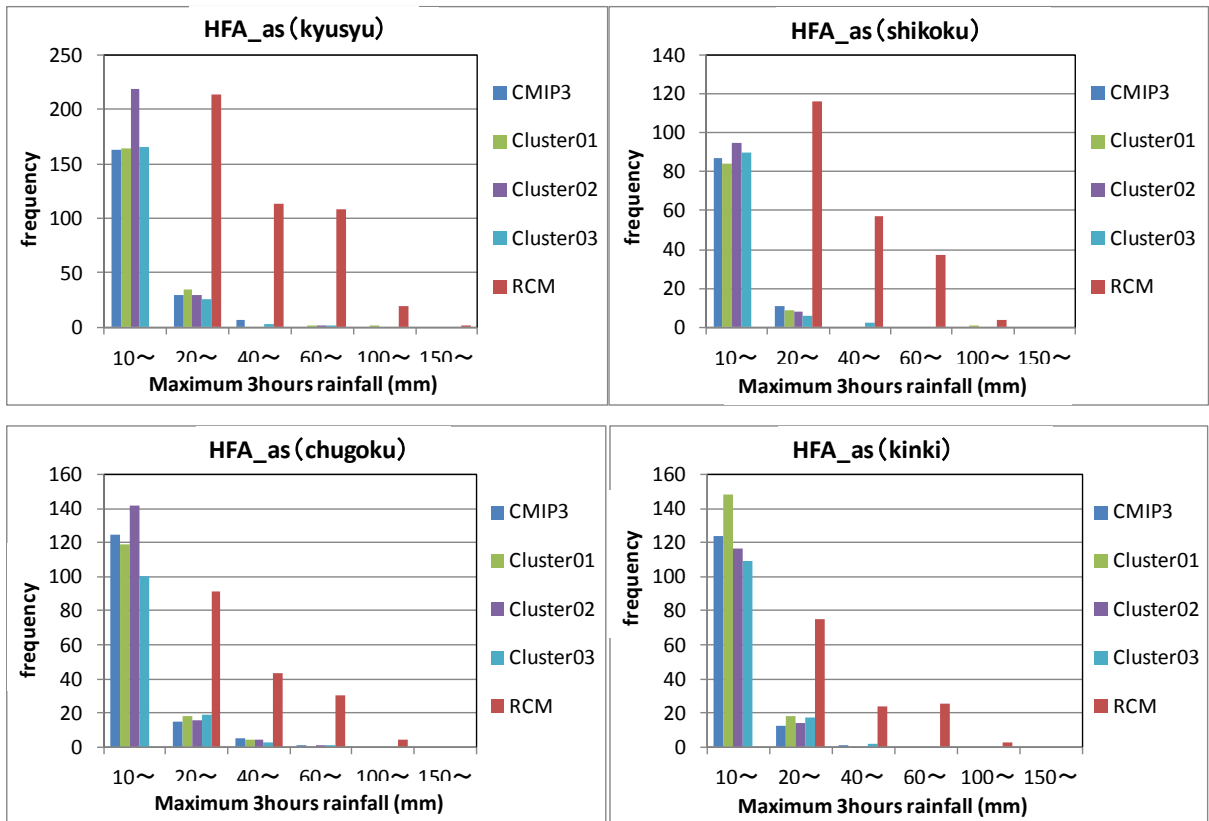 HFA_as（kyusyu）
250
200
150
100
50
0
frequency
10～ 20～ 40～ 60～ 100～ 150～
Maximum 3hours rainfall (mm)
CMIP3
Cluster01
Cluster02
Cluster03
RCM
HFA_as（shikoku）
140
120
100
80
60
40
20
0
frequency
10～ 20～ 40～ 60～ 100～ 150～
Maximum 3hours rainfall (mm)
CMIP3
Cluster01
Cluster02
Cluster03
RCM
HFA_as（chugoku）
160
140
120
100
80
60
40
20
0
frequency
10～ 20～ 40～ 60～ 100～ 150～
Maximum 3hours rainfall (mm)
CMIP3
Cluster01
Cluster02
Cluster03
RCM
HFA_as（kinki）
160
140
120
100
80
60
40
20
0
frequency
10～ 20～ 40～ 60～ 100～ 150～
Maximum 3hours rainfall (mm)
CMIP3
Cluster01
Cluster02
Cluster03
RCM